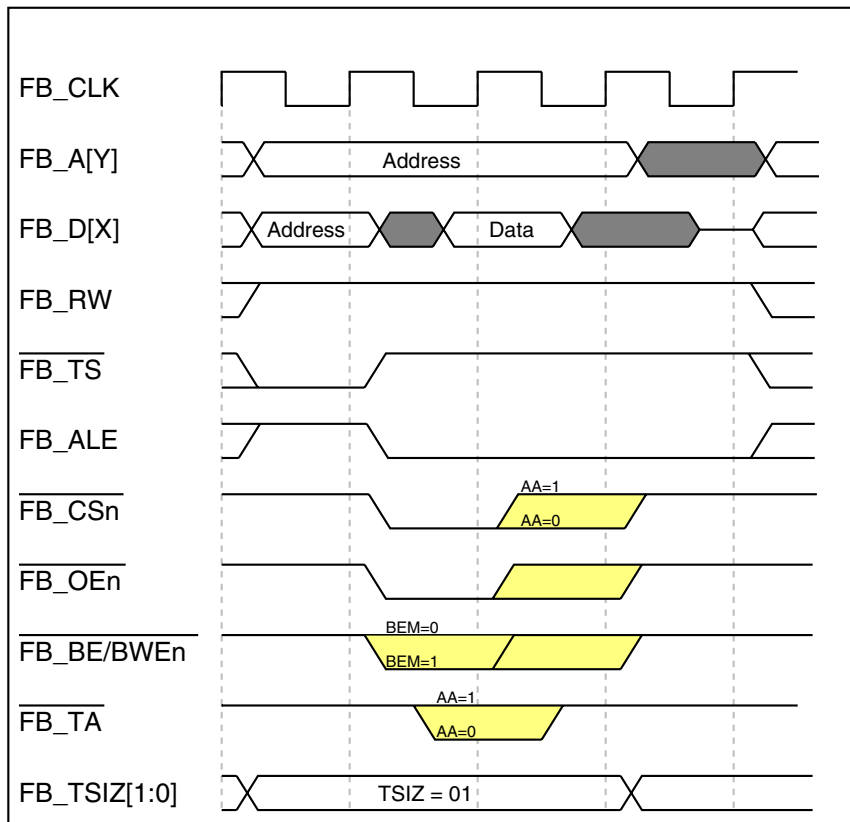 FB_CLK
FB_A[Y]
Address
FB_D[X]
Address
Data
FB_RW
FB_TS
FB_ALE
FB_CSn
AA=1
AA=0
FB_OEn
FB_BE/BWEn
BEM=0
BEM=1
FB_TA
AA=1
AA=0
FB_TSIZ[1:0]
TSIZ = 01